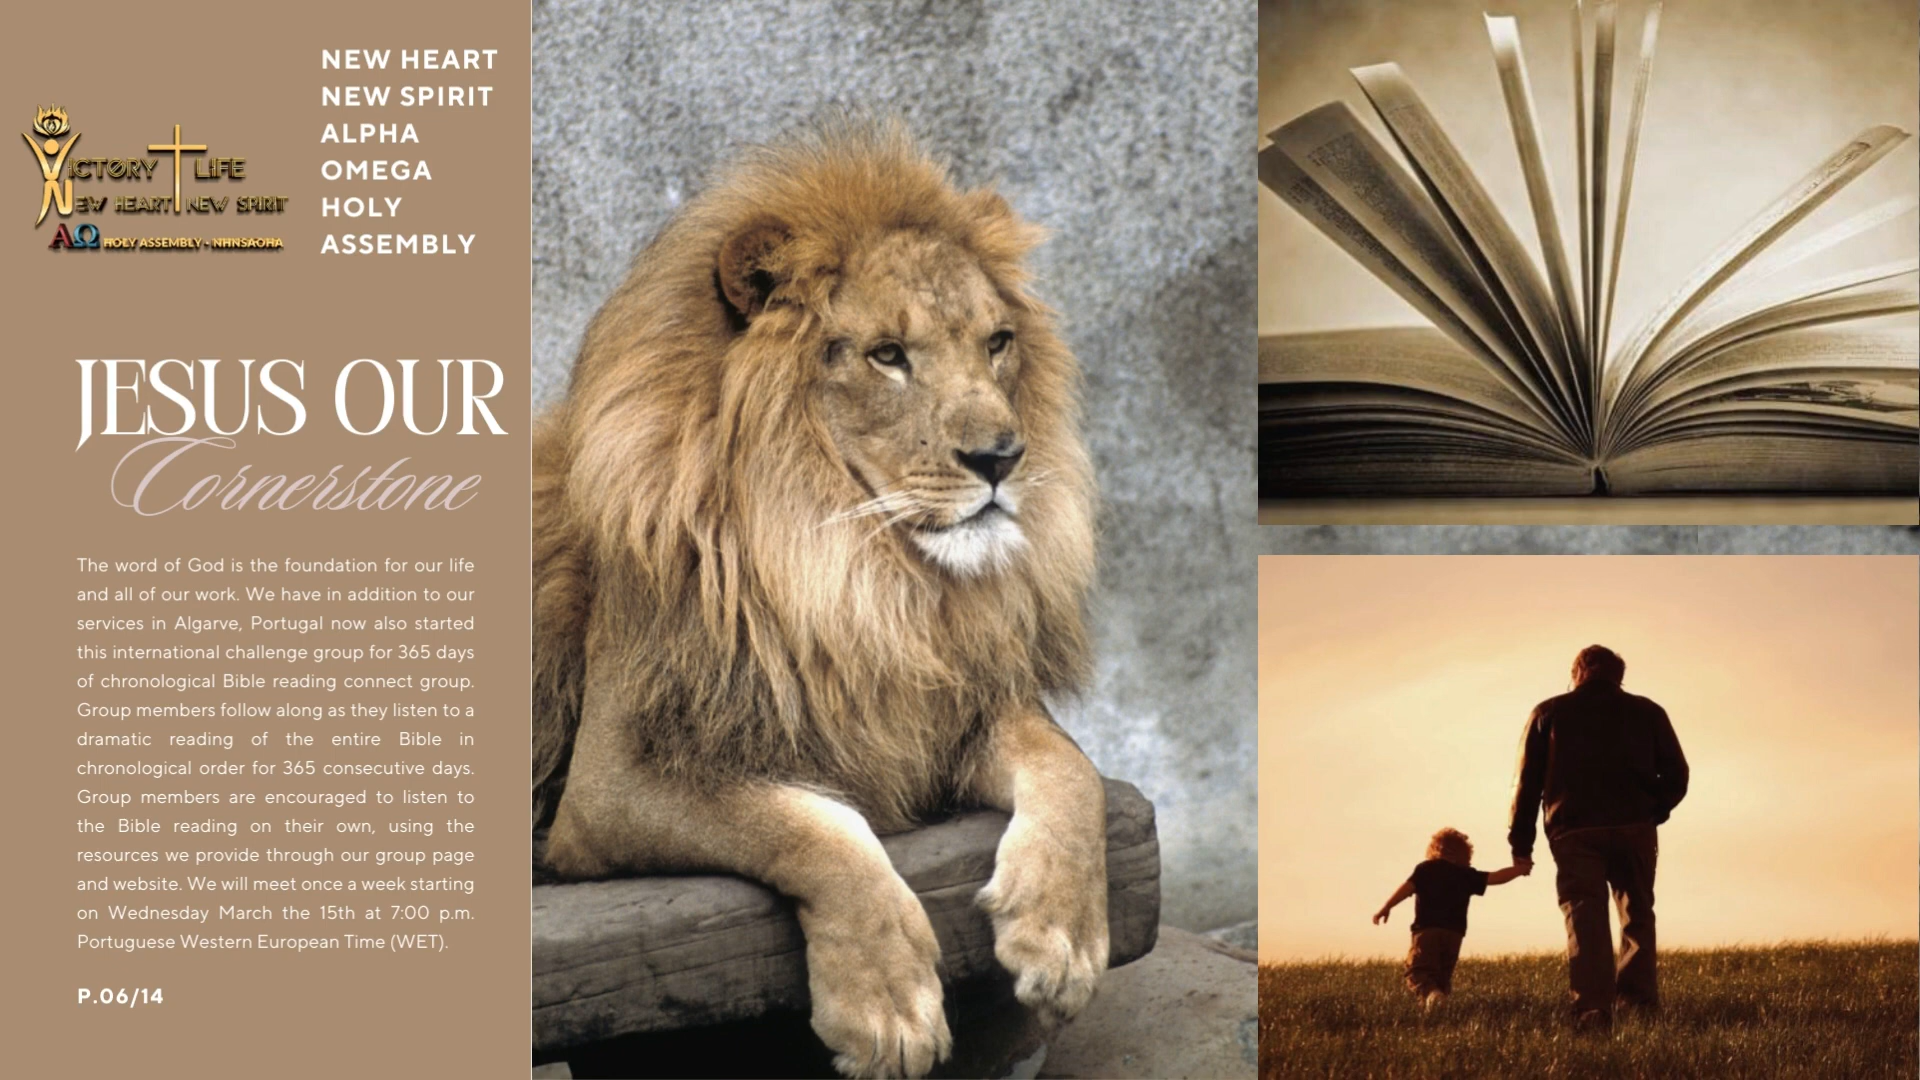 VICTORY LIFE
NEW HEART NEW SPIRIT
ΑΩ HOLY ASSEMBLY - NHNSAOHA
NEW HEART
NEW SPIRIT
ALPHA
OMEGA
HOLY
ASSEMBLY
JESUS OUR
Cornerstone
The word of God is the foundation for our life
and all of our work. We have in addition to our
services in Algarve, Portugal now also started
this international challenge group for 365 days
of chronological Bible reading connect group.
Group members follow along as they listen to a
dramatic reading of the entire Bible in
chronological order for 365 consecutive days.
Group members are encouraged to listen to
the Bible reading on their own, using the
resources we provide through our group page
and website. We will meet once a week starting
on Wednesday March the 15th at 7:00 p.m.
Portuguese Western European Time (WET).
P.06/14